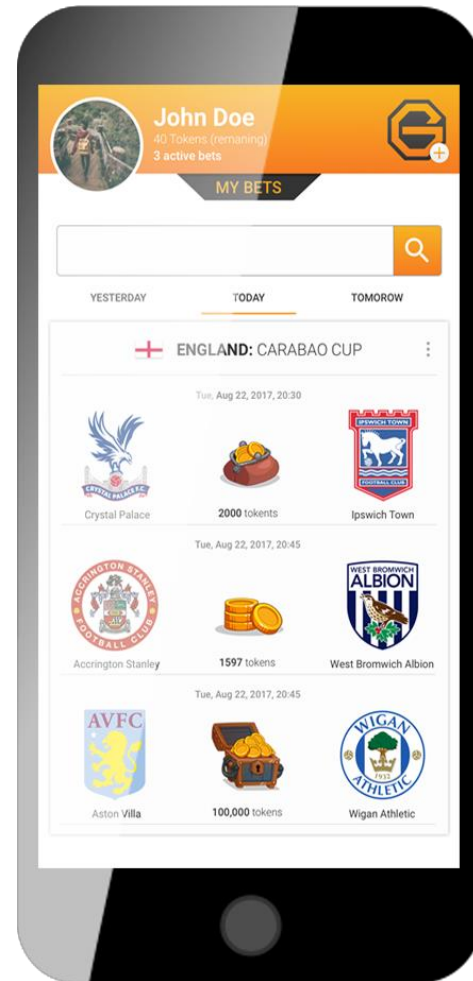 John Doe
40 Tokens (remaning)
3 active bets
MY BETS
YESTERDAY TODAY TOMOROW
ENGLAND: CARABAO CUP
Tue, Aug 22, 2017, 20:30
CRYSTAL PALACE F.C.
IPSWICH TOWN
FOOTBALL CLUB
Crystal Palace 2000 tokents Ipswich Town
Tue, Aug 22, 2017, 20:45
ACCRINGTON STANLEY
FOOTBALL CLUB
WEST BROMWICH
ALBION
Accrington Stanley 1597 tokens West Bromwich Albion
Tue, Aug 22, 2017, 20:45
AVFC
WIGAN
1932
ATHLETIC
Aston Villa 100,000 tokens Wigan Athletic